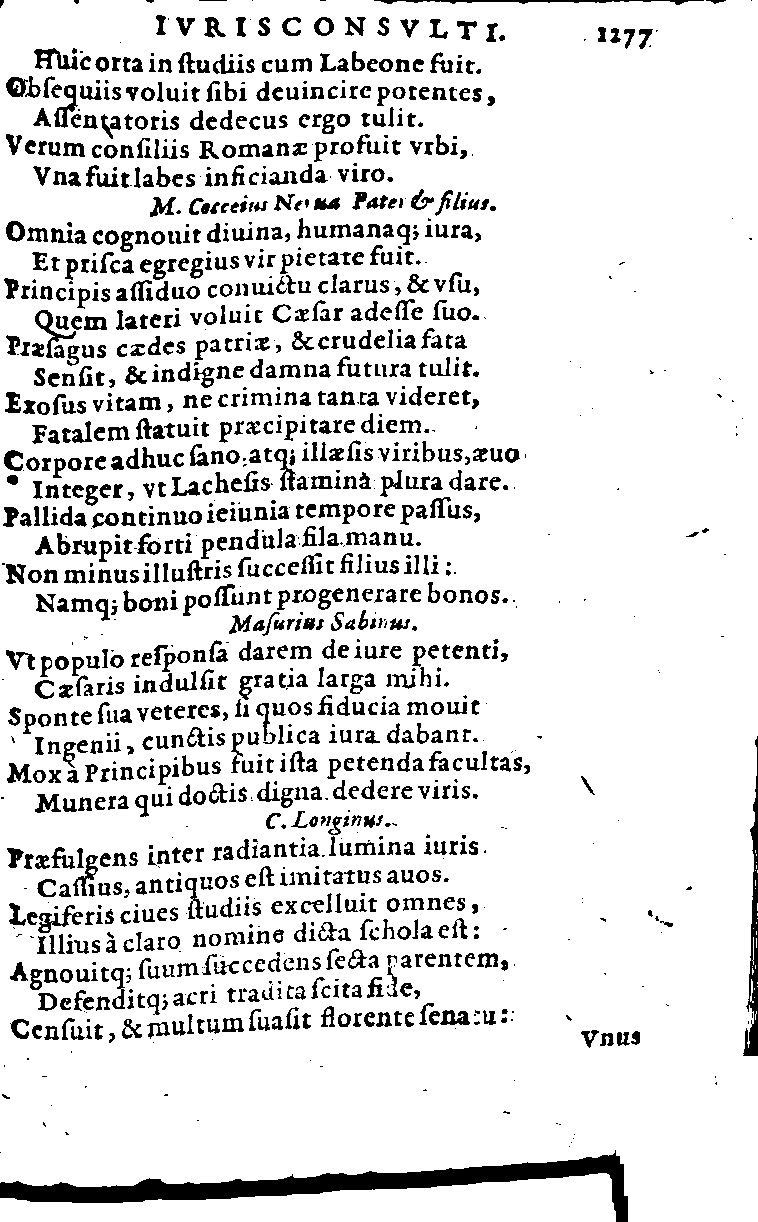 IVRISCONSVLTI. 1277
Huic orta in ſtudiis cum Labeone fuit.
Obſequiis voluit ſibi deuincire potentes,
Aſſentatoris dedecus ergo tulit.
Verum conſiliis Romanæ profuit vrbi,
Vna fuit labes inficianda viro.
M. Cocceius Nerua Pater & filius.
Omnia cognouit diuina, humanaq; iura,
Et priſca egregius vir pietate fuit.
Principis aſſiduo conuictu clarus, & vſu,
Quem lateri voluit Cæſar adeſſe ſuo.
Præſagus cædes patriæ, & crudelia fata
Senſit, & indigne damna futura tulit.
Exoſus vitam, ne crimina tanta videret,
Fatalem ſtatuit præcipitare diem.
Corpore adhuc ſano, atq; illæſis viribus, æuo
Integer, vt Lacheſis ſtamina plura dare.
Pallida continuo ieiunia tempore paſſus,
Abrupit forti pendula fila manu.
Non minus illuſtris ſucceſſit filius illi:
Namq; boni poſſunt progenerare bonos.
Maſurius Sabinus.
Vt populo reſponſa darem de iure petenti,
Cæſaris indulſit gratia larga mihi.
Sponte ſua veteres, ſi quos fiducia mouit
Ingenii, cunctis publica iura dabant.
Mox à Principibus fuit iſta petenda facultas,
Munera qui doctis digna dedere viris.
C. Longinus.
Præfulgens inter radiantia lumina iuris
Caſſius, antiquos eſt imitatus auos.
Legiferis ciues ſtudiis excelluit omnes,
Illius à claro nomine dicta ſchola eſt:
Agnouitq; ſuum ſuccedens ſecta parentem,
Defenditq; acri tradita ſcita fide,
Cenſuit, & multum ſuaſit florente ſenatu:
Vnus